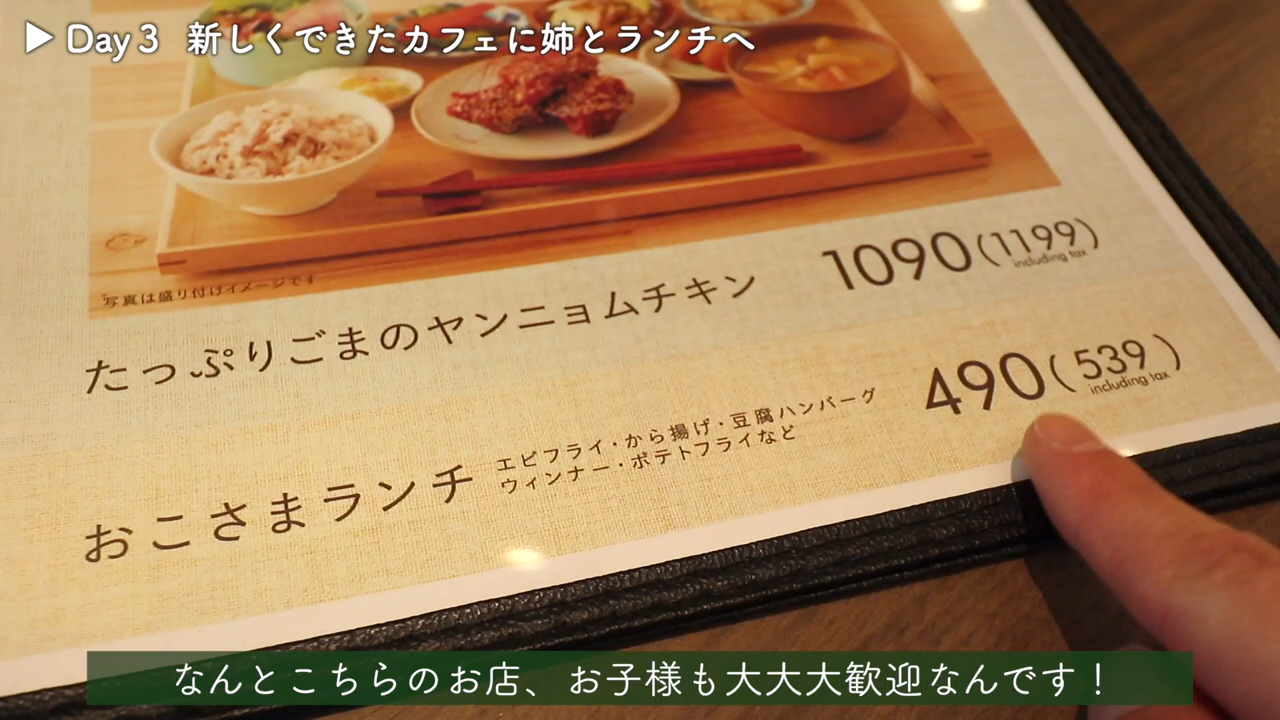 ▶ Day 3 新しくできたカフェに姉とランチへ
写真は盛り付けイメージです
たっぷりごまのヤンニョムチキン 1090(1199)
including tax
おこさまランチ エビフライ・から揚げ・豆腐ハンバーグ 490(539)
ウィンナー・ポテトフライなど including tax
なんとこちらのお店、お子様も大大大歓迎なんです！